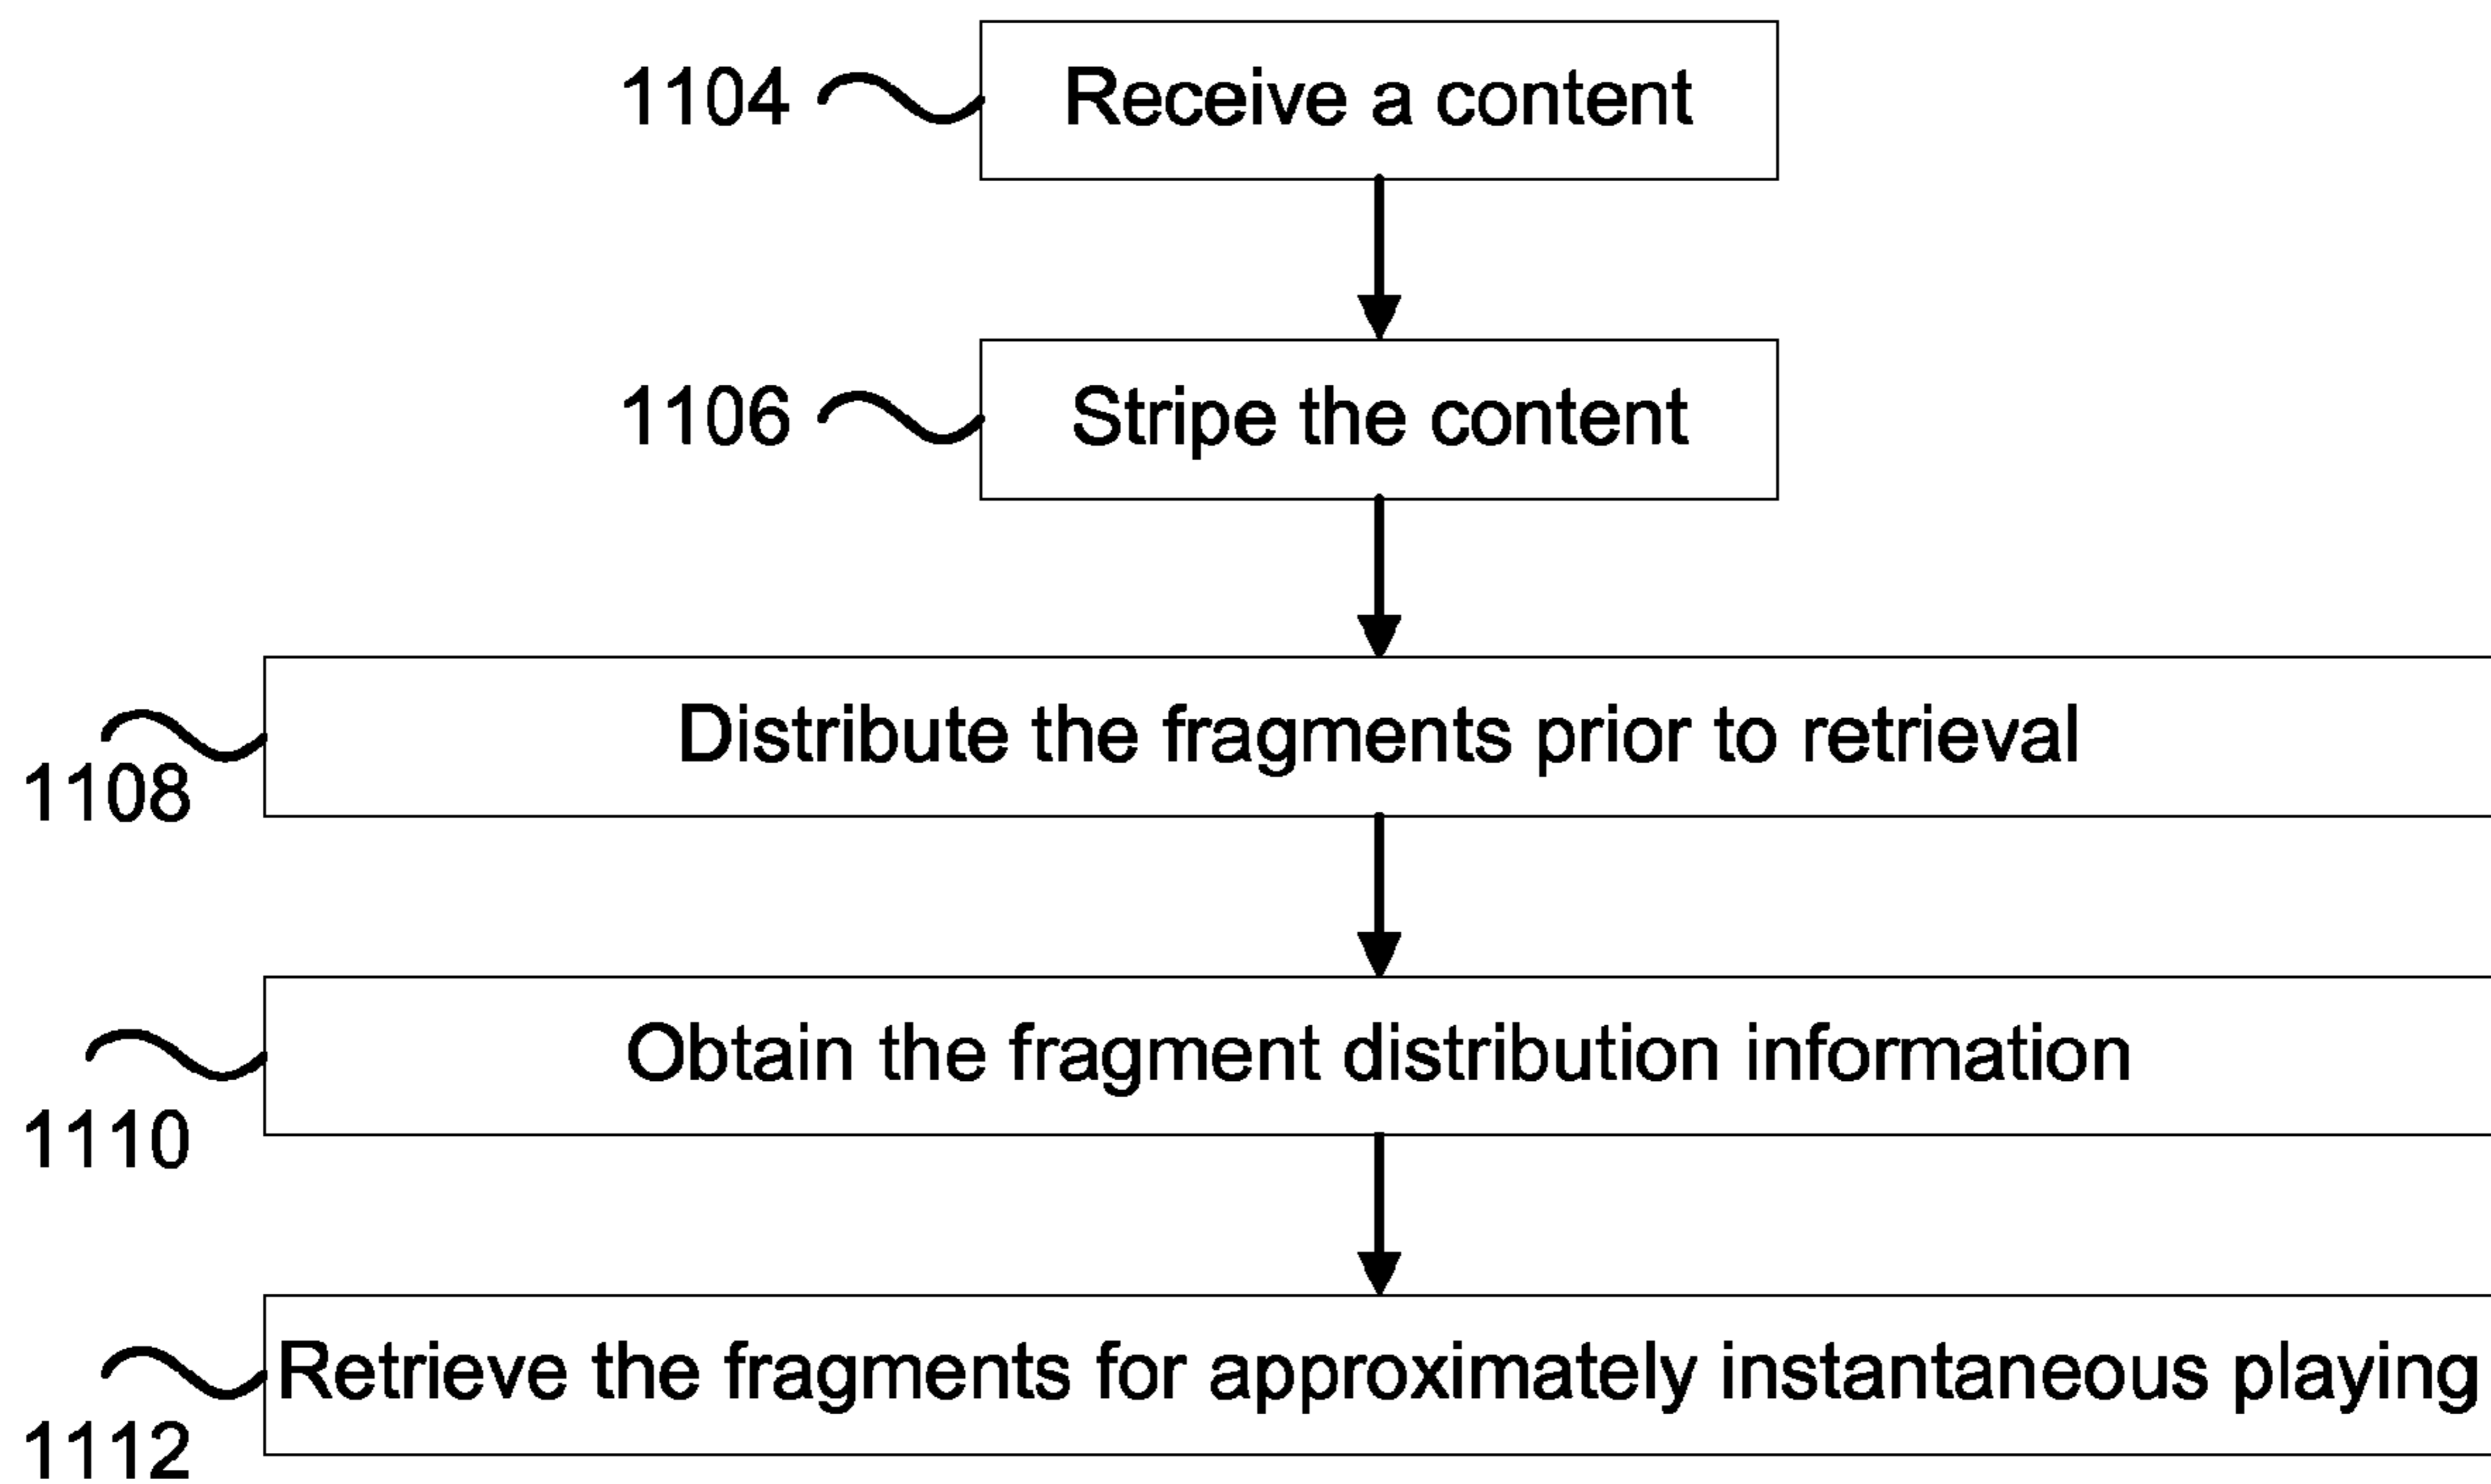 1104 Receive a content
1106 Stripe the content
Distribute the fragments prior to retrieval
1108
Obtain the fragment distribution information
1110
Retrieve the fragments for approximately instantaneous playing
1112